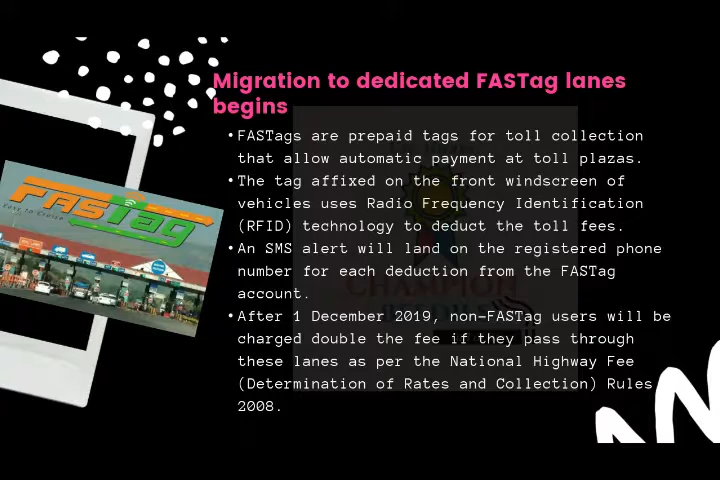 Migration to dedicated FASTag lanes
begins
•FASTags are prepaid tags for toll collection
that allow automatic payment at toll plazas.
•The tag affixed on the front windscreen of
vehicles uses Radio Frequency Identification
(RFID) technology to deduct the toll fees.
•An SMS alert will land on the registered phone
number for each deduction from the FASTag
account.
•After 1 December 2019, non-FASTag users will be
charged double the fee if they pass through
these lanes as per the National Highway Fee
(Determination of Rates and Collection) Rules
2008.
FASTag
CHAMPION